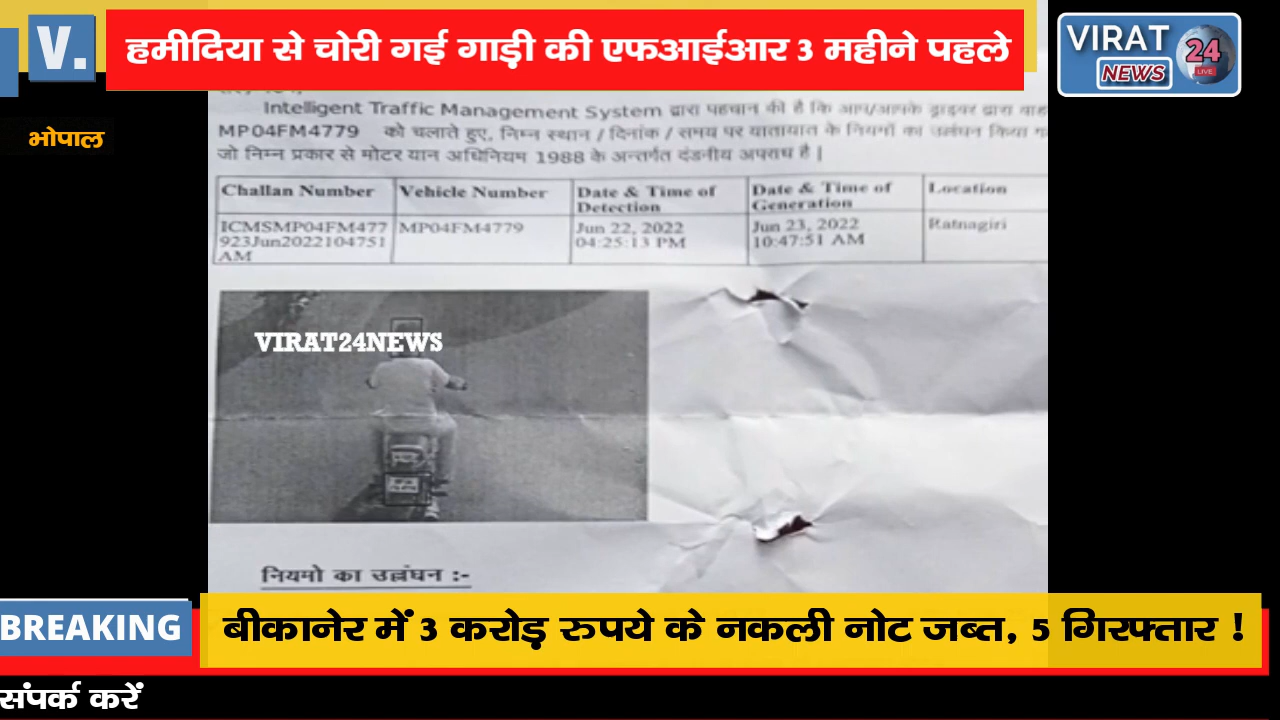 V.
हमीदिया से चोरी गई गाड़ी की एफआईआर 3 महीने पहले
VIRAT
24
NEWS
LIVE
भोपाल
Intelligent Traffic Management System द्वारा पहचान की है कि आप/आपके ड्राइवर द्वारा
MP04FM4779 को चलाते हुए, निम्न स्थान / दिनांक / समय पर यातायात के नियमों का उलंघन किया
जो निम्न प्रकार से मोटर यान अधिनियम 1988 के अन्तर्गत दंडनीय अपराध है |
Challan Number Vehicle Number Date & Time of Detection Date & Time of Generation Location
ICMSMP04FM477 MP04FM4779 Jun 22, 2022 Jun 23, 2022 Ratnagiri
923Jun2022104751 04:25:13 PM 10:47:51 AM
AM
VIRAT24NEWS
नियमो का उल्लंघन :-
BREAKING
बीकानेर में 3 करोड़ रुपये के नकली नोट जब्त, 5 गिरफ्तार !
संपर्क करें